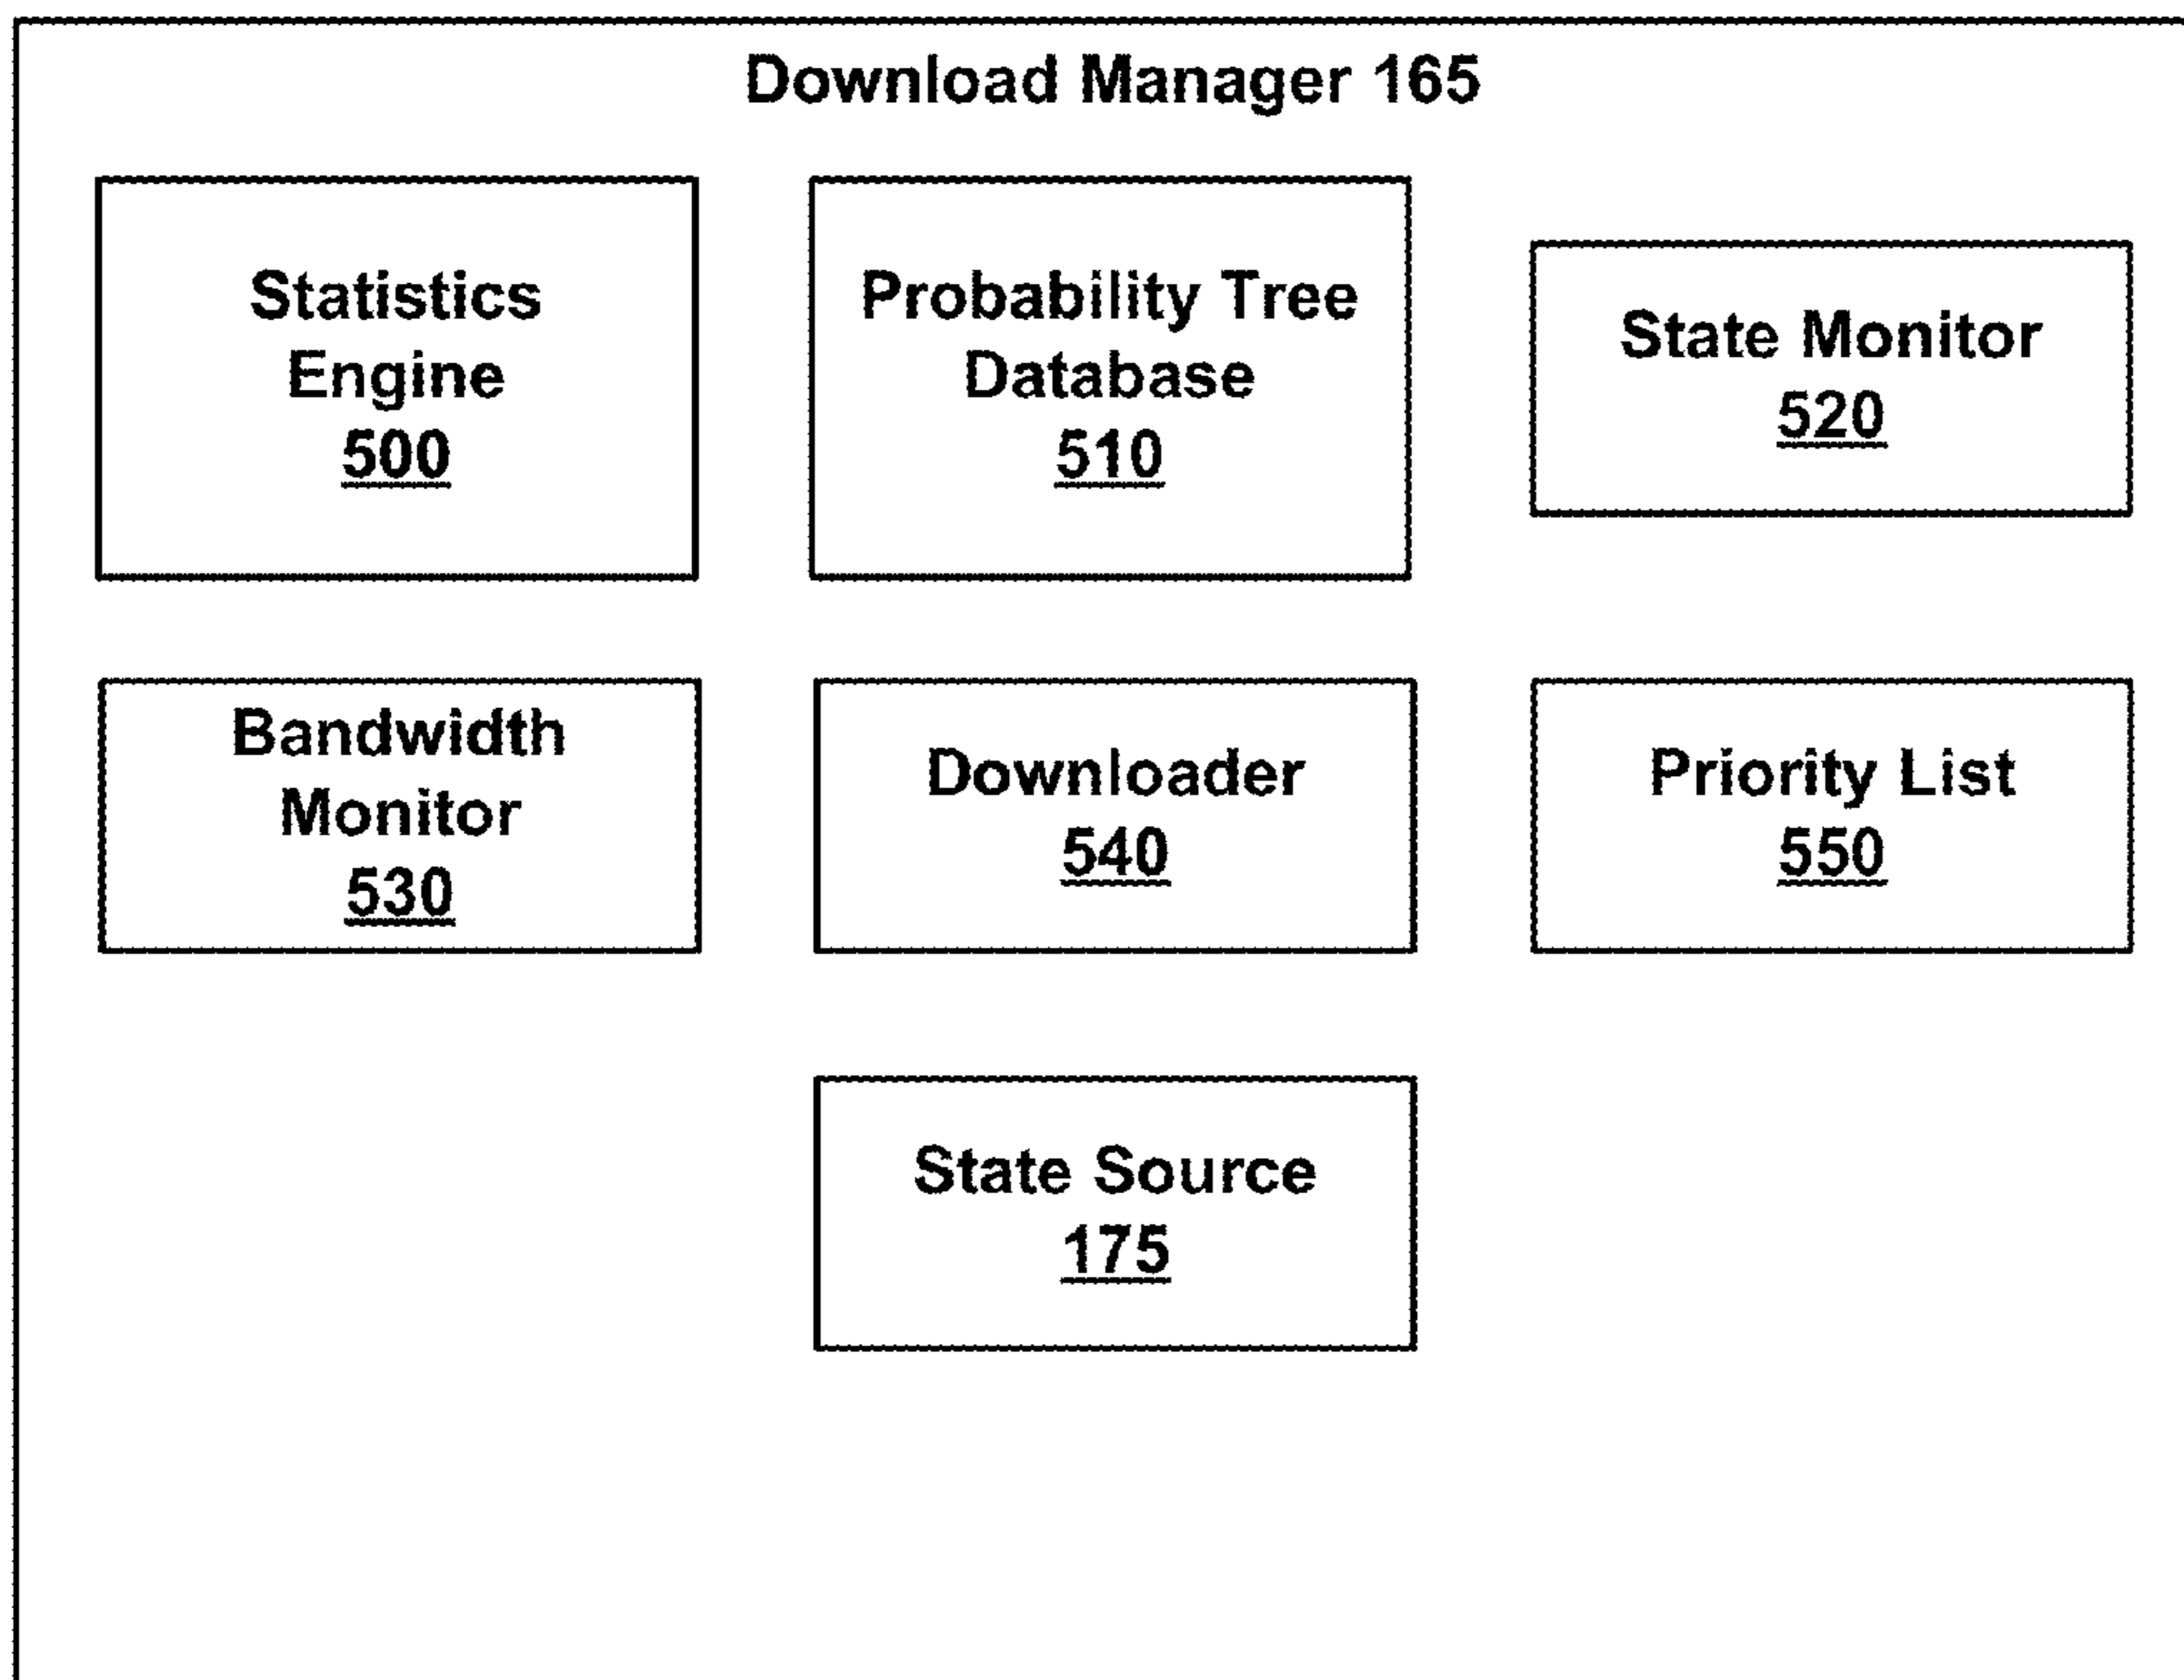 Download Manager 165
Statistics
Engine
500
Probability Tree
Database
510
State Monitor
520
Bandwidth
Monitor
530
Downloader
540
Priority List
550
State Source
175